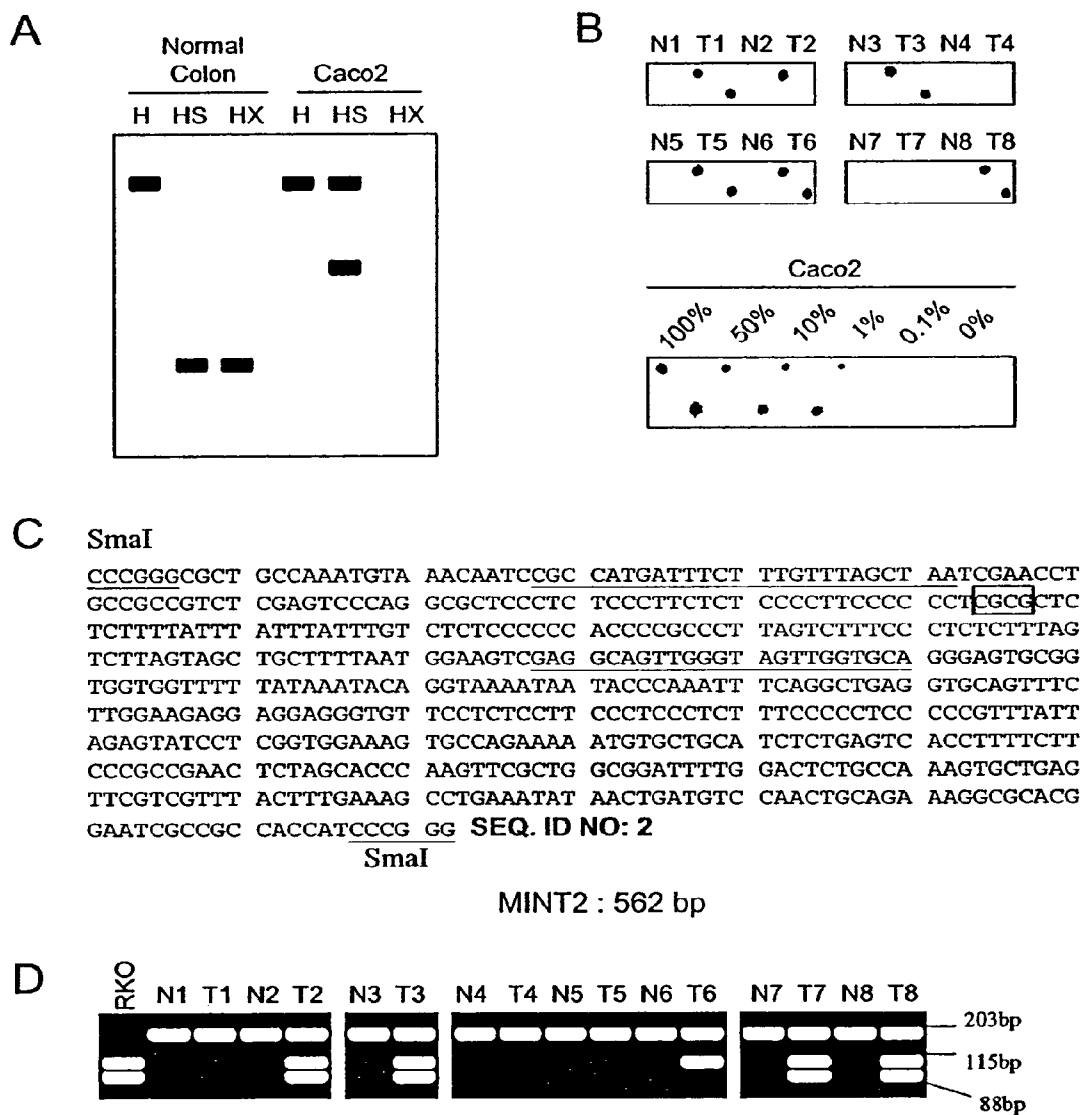 A
Normal
Colon
Caco2
H HS HX H HS HX
B
N1 T1 N2 T2
N3 T3 N4 T4
N5 T5 N6 T6
N7 T7 N8 T8
Caco2
100% 50% 10% 1% 0.1% 0%
C
SmaI
CCCGGGCGCT GCCAAATGTA AACAATCCGC CATGATTTCT TTGTTTAGCT AATCGAACCT
GCCGCCGTCT CGAGTCCCAG GCGCTCCCTC TCCCTTCTCT CCCCTTCCCC CCTCGCGCTC
TCTTTTATTT ATTTATTTGT CTCTCCCCCC ACCCCGCCCT TAGTCTTTCC CTCTCTTTAG
TCTTAGTAGC TGCTTTTAAT GGAAGTCGAG GCAGTTGGGT AGTTGGTGCA GGGAGTGCGG
TGGTGGTTTT TATAAATACA GGTAAAATAA TACCCAAATT TCAGGCTGAG GTGCAGTTTC
TTGGAAGAGG AGGAGGGTGT TCCTCTCCTT CCCTCCCTCT TTCCCCCTCC CCCGTTTATT
AGAGTATCCT CGGTGGAAAG TGCCAGAAAA ATGTGCTGCA TCTCTGAGTC ACCTTTTCTT
CCCGCCGAAC TCTAGCACCC AAGTTCGCTG GCGGATTTTG GACTCTGCCA AAGTGCTGAG
TTCGTCGTTT ACTTTGAAAG CCTGAAATAT AACTGATGTC CAACTGCAGA AAGGCGCACG
GAATCGCCGC CACCATCCCG GG SEQ. ID NO: 2
SmaI
MINT2 : 562 bp
D
RKO N1 T1 N2 T2 N3 T3 N4 T4 N5 T5 N6 T6 N7 T7 N8 T8
203bp
115bp
88bp